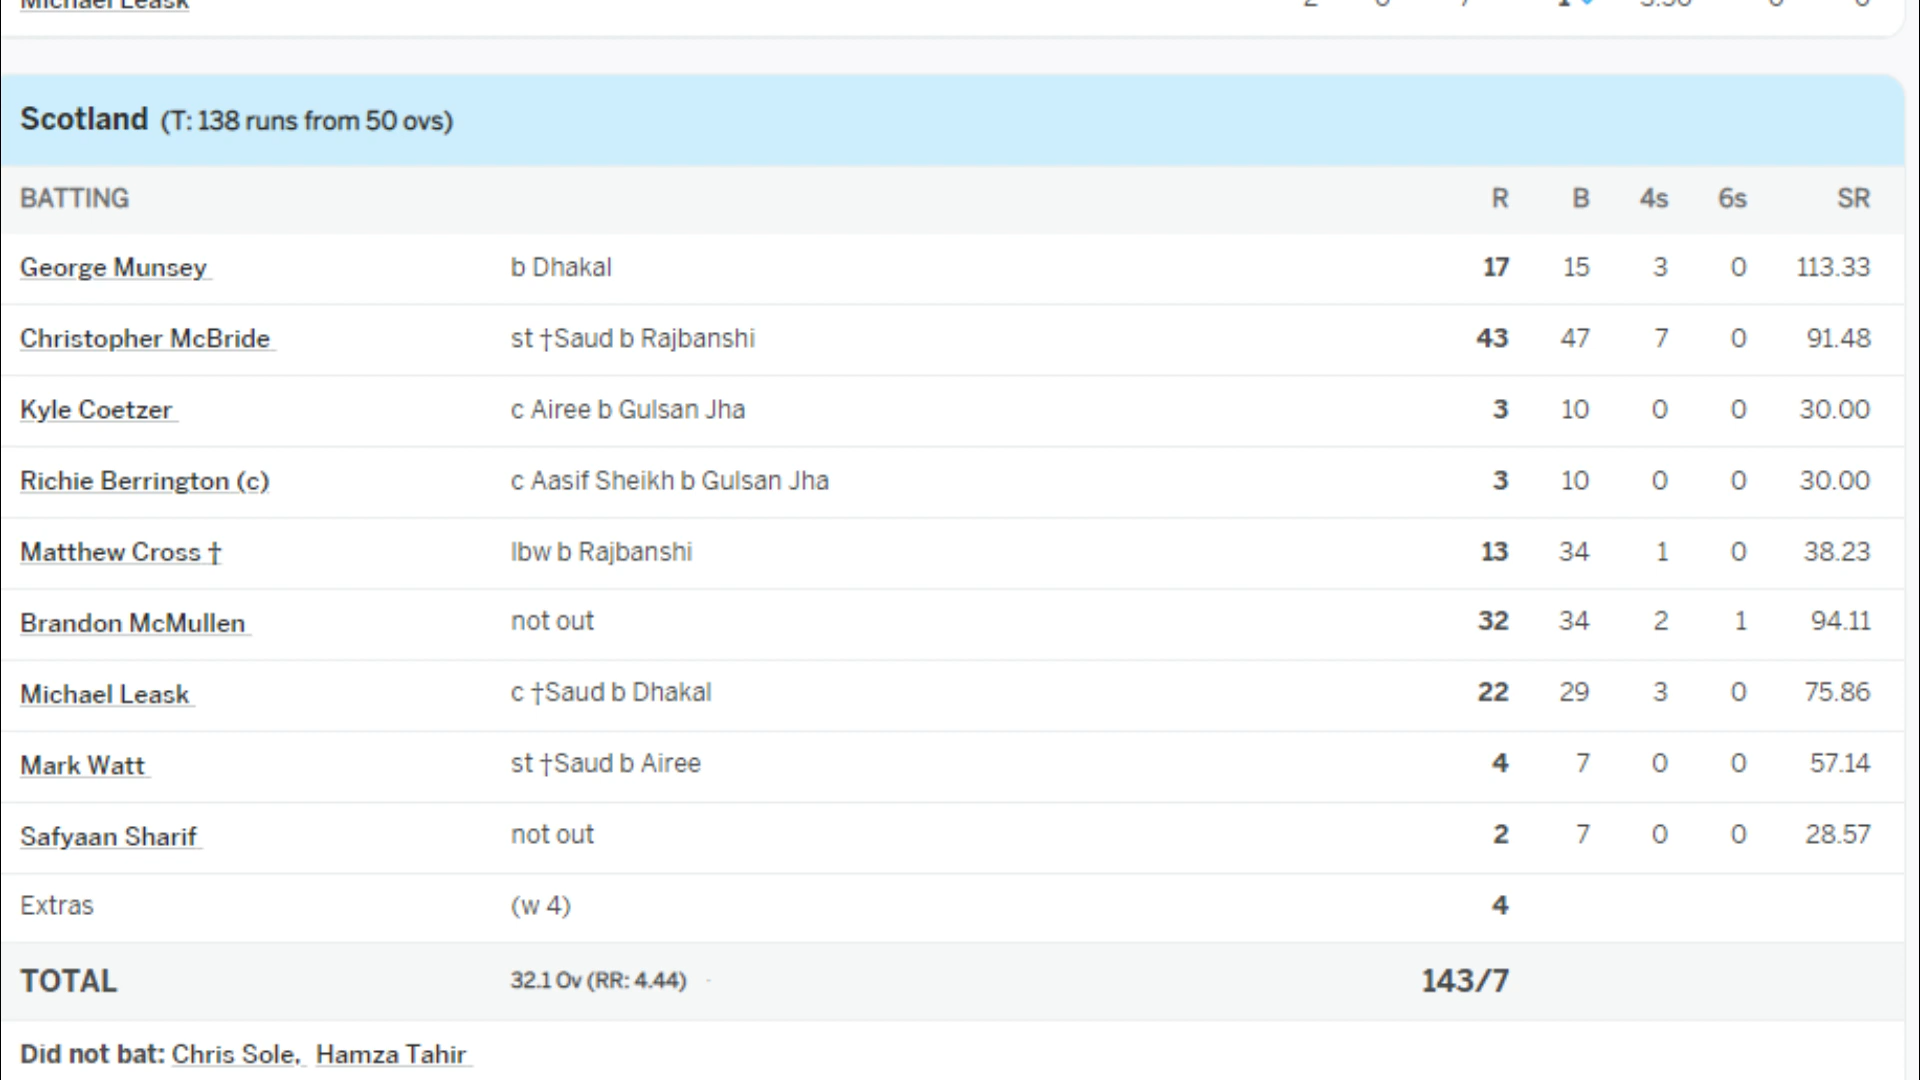 Michael Leask
Scotland (T: 138 runs from 50 ovs)
BATTING R B 4s 6s SR
George Munsey b Dhakal 17 15 3 0 113.33
Christopher McBride st †Saud b Rajbanshi 43 47 7 0 91.48
Kyle Coetzer c Airee b Gulsan Jha 3 10 0 0 30.00
Richie Berrington (c) c Aasif Sheikh b Gulsan Jha 3 10 0 0 30.00
Matthew Cross † lbw b Rajbanshi 13 34 1 0 38.23
Brandon McMullen not out 32 34 2 1 94.11
Michael Leask c †Saud b Dhakal 22 29 3 0 75.86
Mark Watt st †Saud b Airee 4 7 0 0 57.14
Safyaan Sharif not out 2 7 0 0 28.57
Extras (w 4) 4
TOTAL 32.1 Ov (RR: 4.44) 143/7
Did not bat: Chris Sole, Hamza Tahir